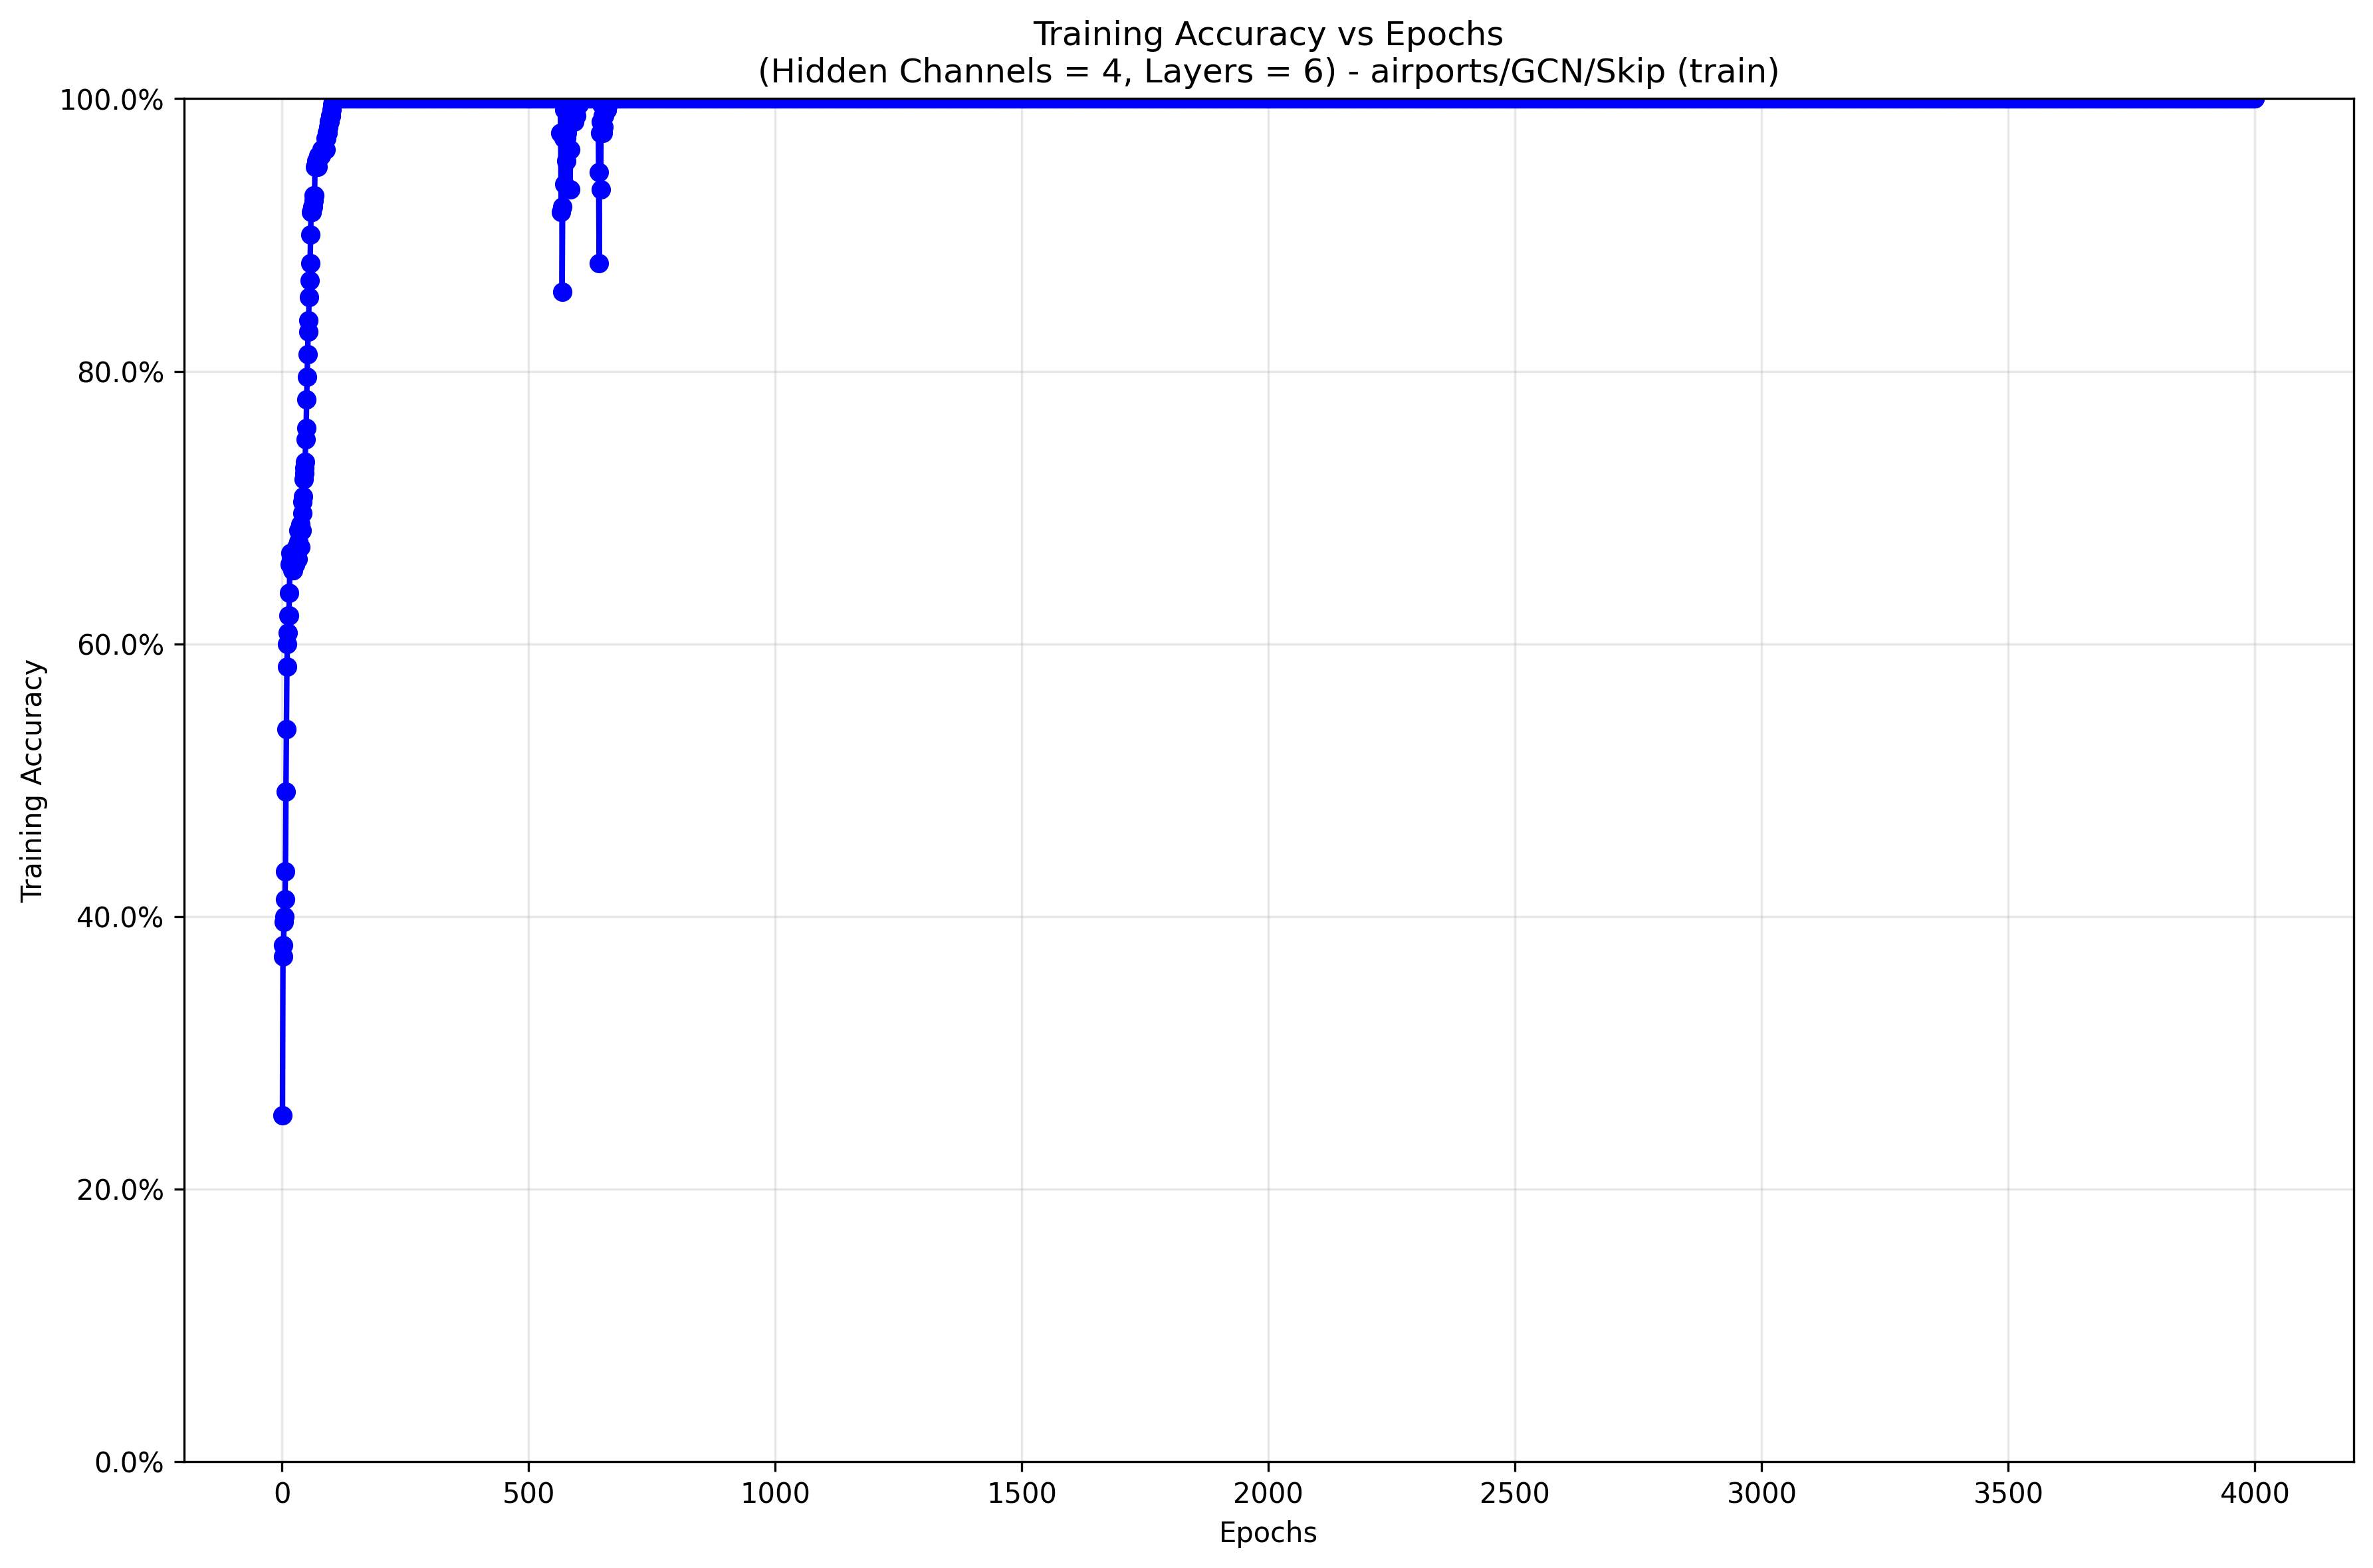 Training Accuracy vs Epochs
(Hidden Channels = 4, Layers = 6) - airports/GCN/Skip (train)
100.0%
80.0%
60.0%
40.0%
20.0%
0.0%
Training Accuracy
0 500 1000 1500 2000 2500 3000 3500 4000
Epochs